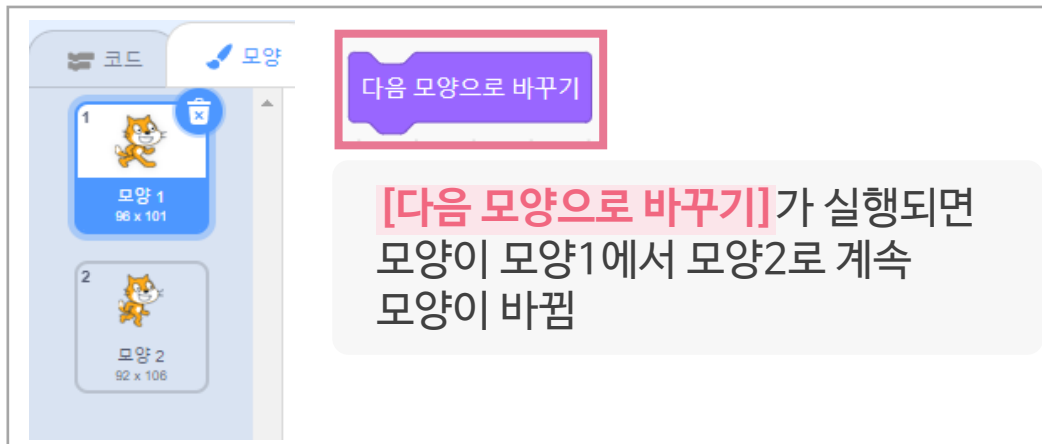 코드
모양
1
모양 1
96 x 101
2
모양 2
92 x 106
다음 모양으로 바꾸기
[다음 모양으로 바꾸기]가 실행되면
모양이 모양1에서 모양2로 계속
모양이 바뀜